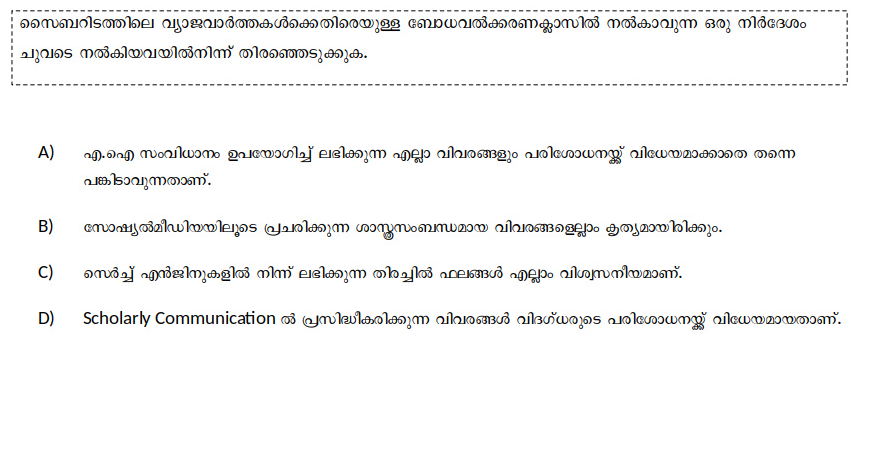 സൈബറിടത്തിലെ വ്യാജവാർത്തകൾക്കെതിരെയുള്ള ബോധവൽക്കരണക്ലാസിൽ നൽകാവുന്ന ഒരു നിർദേശം
ചുവടെ നൽകിയവയിൽനിന്ന് തിരഞ്ഞെടുക്കുക.
A) എ.ഐ സംവിധാനം ഉപയോഗിച്ച് ലഭിക്കുന്ന എല്ലാ വിവരങ്ങളും പരിശോധനയ്ക്ക് വിധേയമാക്കാതെ തന്നെ
പങ്കിടാവുന്നതാണ്.
B) സോഷ്യൽമീഡിയയിലൂടെ പ്രചരിക്കുന്ന ശാസ്ത്രസംബന്ധമായ വിവരങ്ങളെല്ലാം കൃത്യമായിരിക്കും.
C) സെർച്ച് എൻജിനുകളിൽ നിന്ന് ലഭിക്കുന്ന തിരച്ചിൽ ഫലങ്ങൾ എല്ലാം വിശ്വസനീയമാണ്.
D) Scholarly Communication ൽ പ്രസിദ്ധീകരിക്കുന്ന വിവരങ്ങൾ വിദഗ്ധരുടെ പരിശോധനയ്ക്ക് വിധേയമായതാണ്.